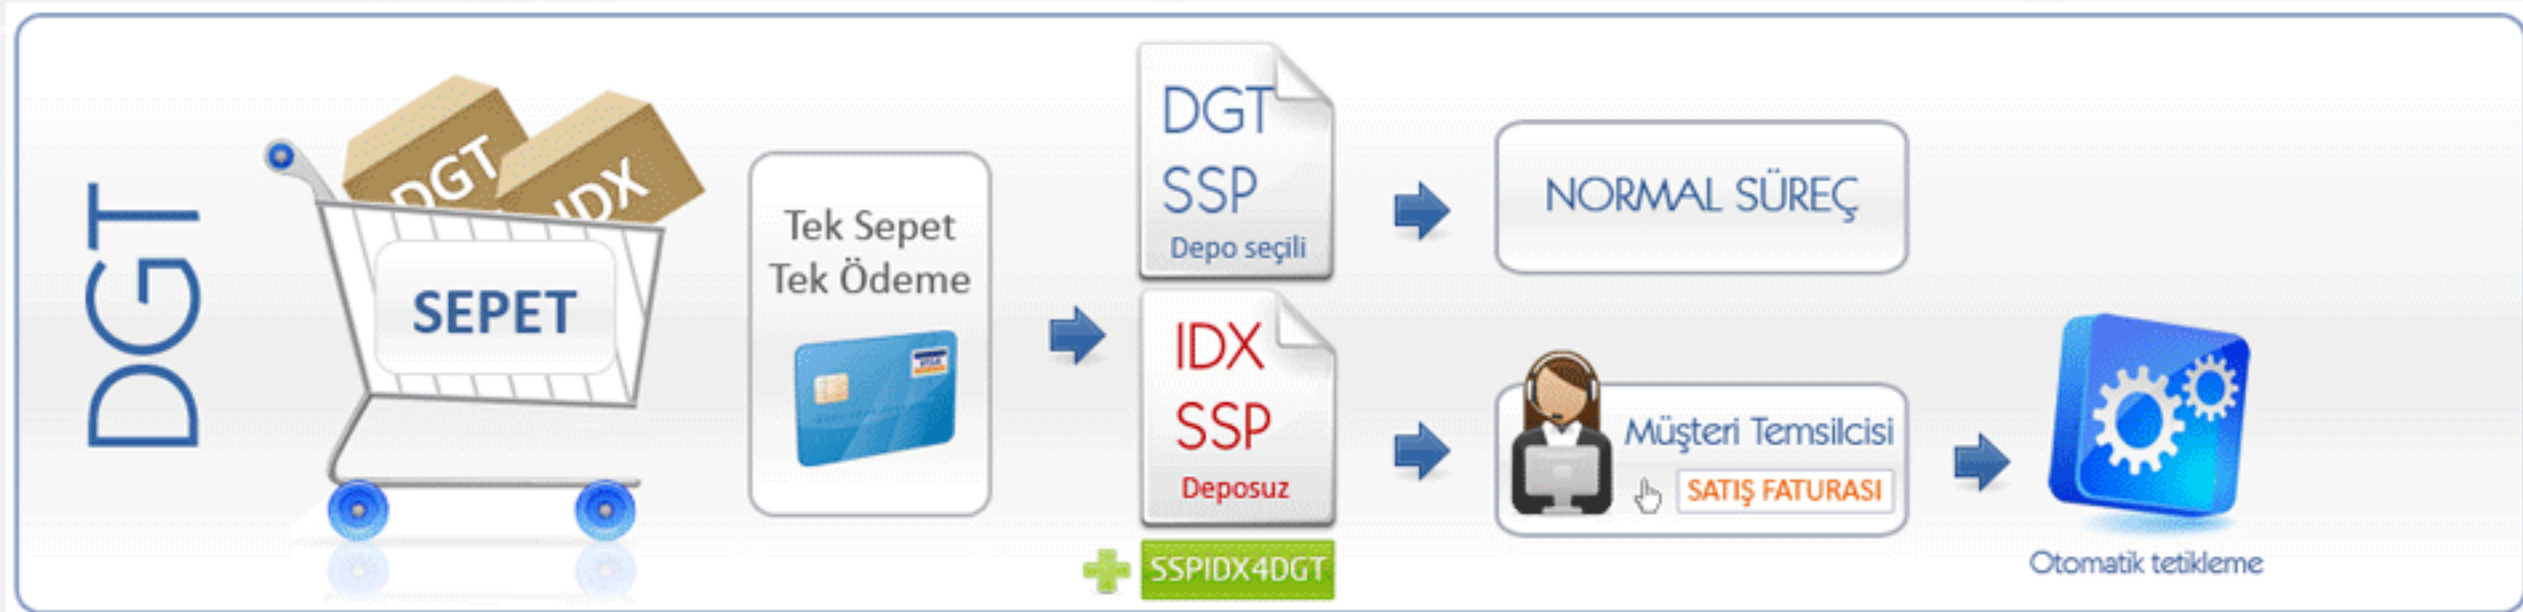 DGT
DGT
IDX
SEPET
Tek Sepet
Tek Ödeme
DGT
SSP
Depo seçili
NORMAL SÜREÇ
IDX
SSP
Deposuz
SSPIDX4DGT
Müşteri Temsilcisi
SATIŞ FATURASI
Otomatik tetikleme